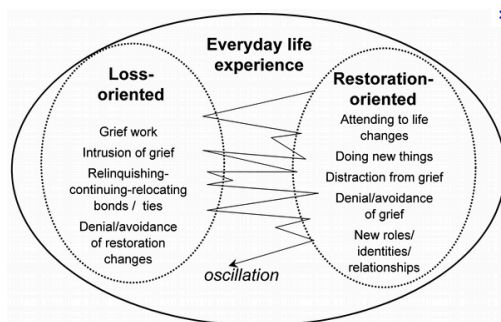 Everyday life
experience
Loss-
oriented
Grief work
Intrusion of grief
Relinquishing-
continuing-relocating
bonds / ties
Denial/avoidance
of restoration
changes
Restoration-
oriented
Attending to life
changes
Doing new things
Distraction from grief
Denial/avoidance
of grief
New roles/
identities/
relationships
oscillation